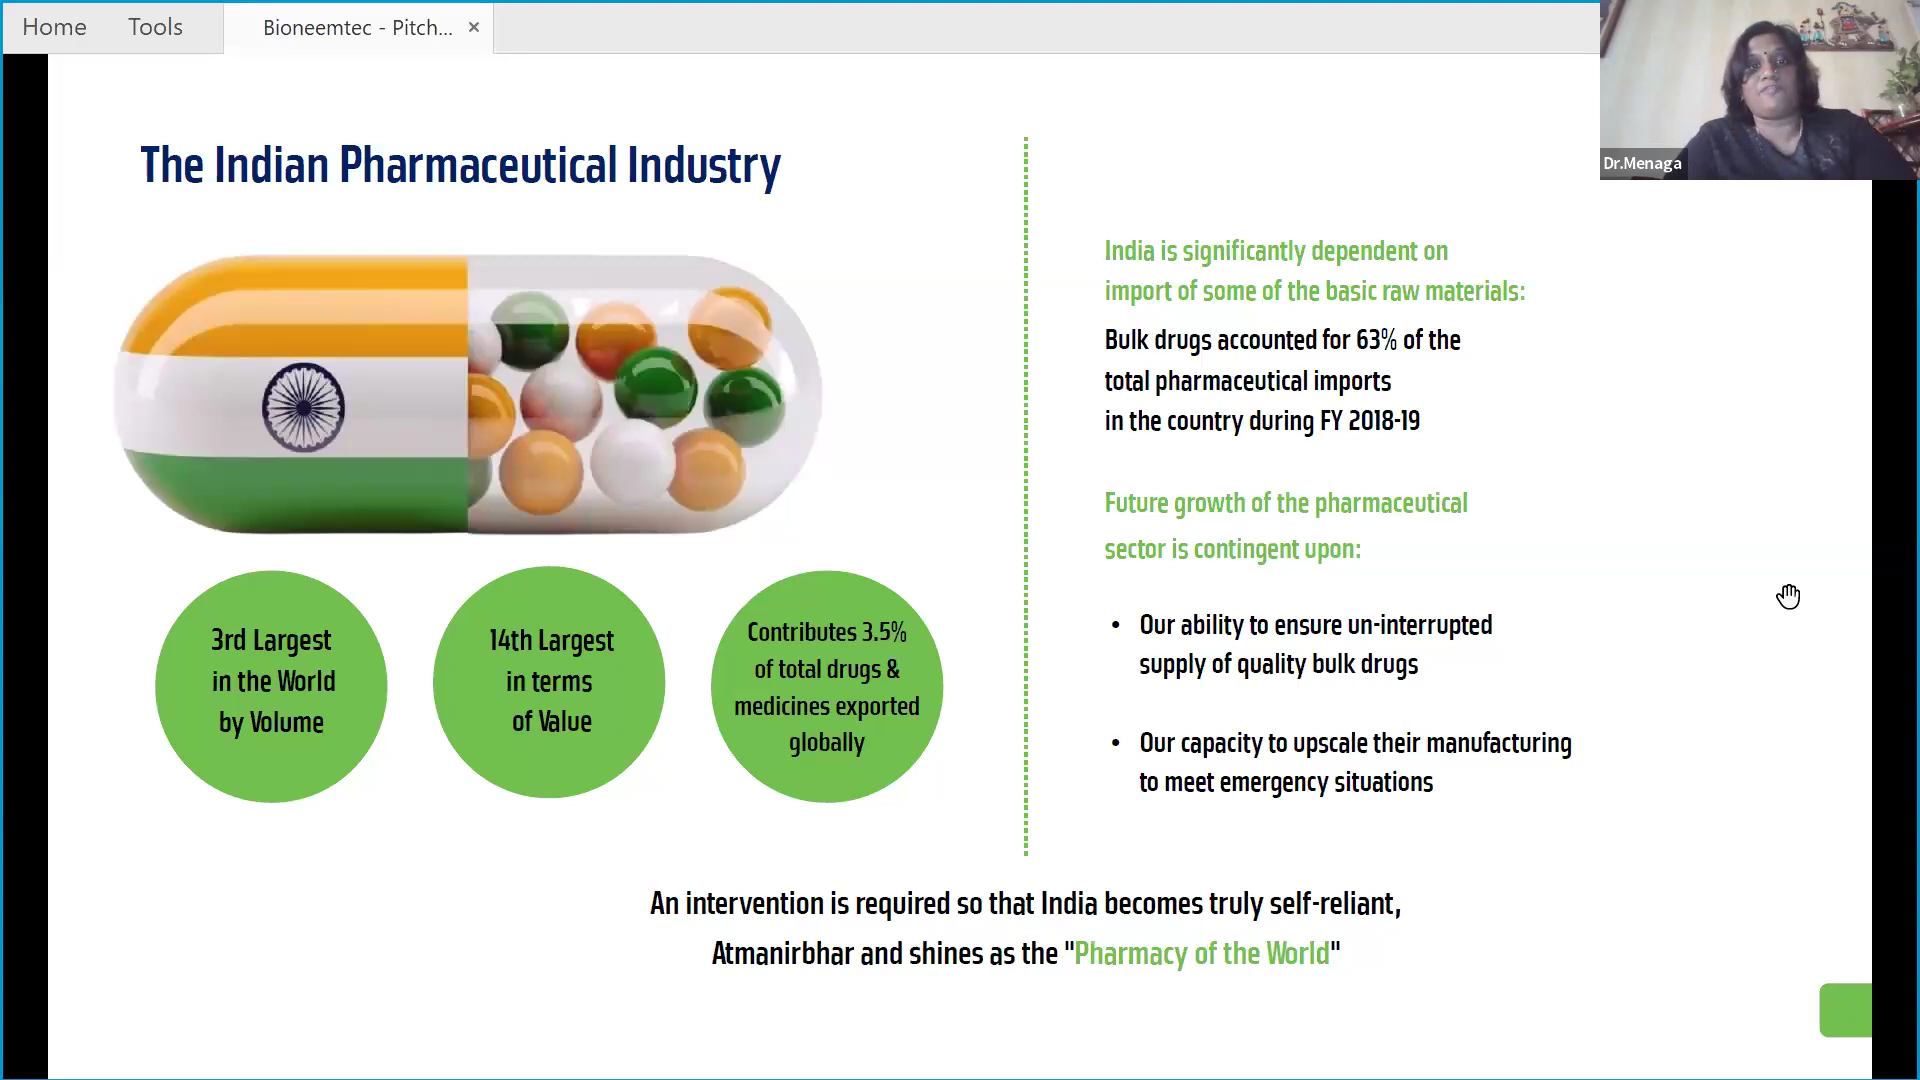 Home
Tools
Bioneemtec - Pitch...
Dr.Menaga
The Indian Pharmaceutical Industry
3rd Largest
in the World
by Volume
14th Largest
in terms
of Value
Contributes 3.5%
of total drugs &
medicines exported
globally
India is significantly dependent on
import of some of the basic raw materials:
Bulk drugs accounted for 63% of the
total pharmaceutical imports
in the country during FY 2018-19
Future growth of the pharmaceutical
sector is contingent upon:
• Our ability to ensure un-interrupted
supply of quality bulk drugs
• Our capacity to upscale their manufacturing
to meet emergency situations
An intervention is required so that India becomes truly self-reliant,
Atmanirbhar and shines as the "Pharmacy of the World"